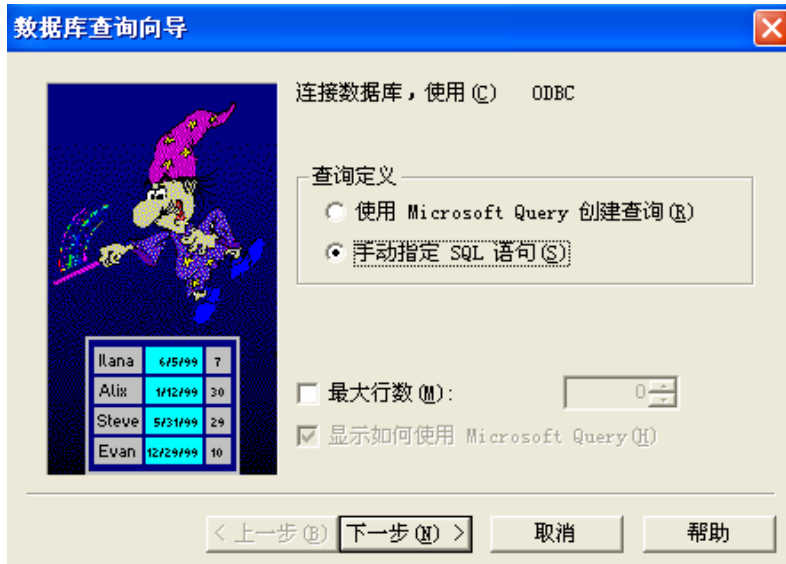 数据库查询向导
连接数据库，使用(C) ODBC
查询定义
使用 Microsoft Query 创建查询(R)
手动指定 SQL 语句(S)
Ilana 6/5/99 7
Alix 1/12/99 30
Steve 5/31/99 29
Evan 12/29/99 10
最大行数(M): 0
显示如何使用 Microsoft Query(H)
< 上一步(B) 下一步(N) > 取消 帮助